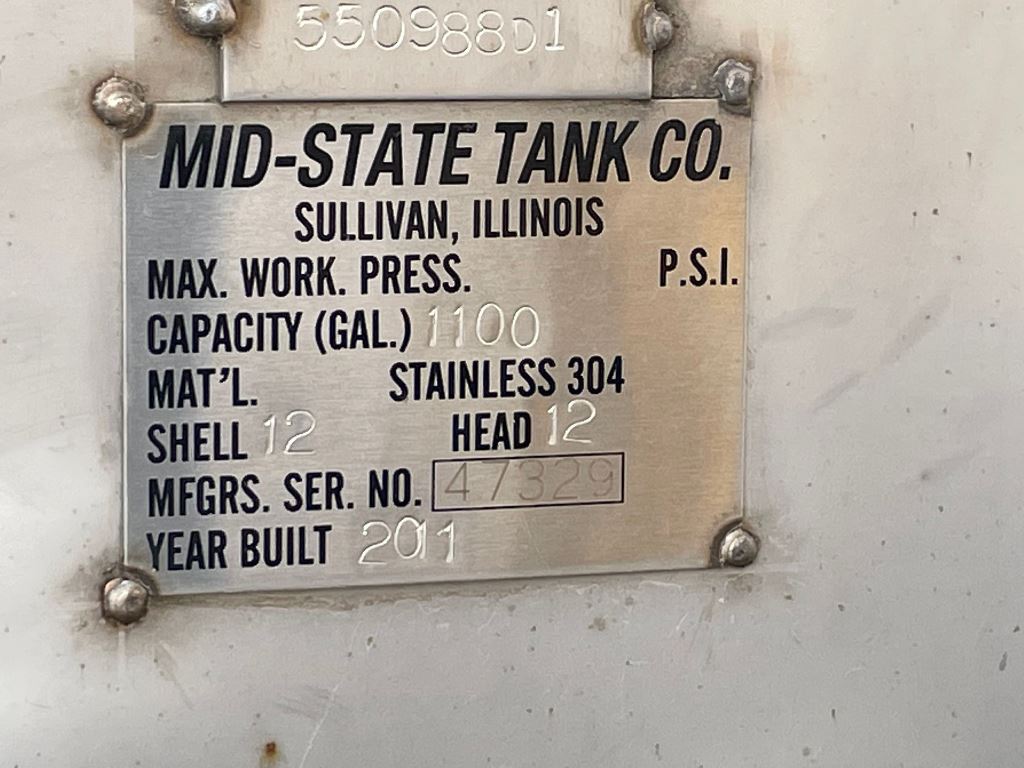 550988D1
MID-STATE TANK CO.
SULLIVAN, ILLINOIS
MAX. WORK. PRESS. P.S.I.
CAPACITY (GAL.) 1100
MAT'L. STAINLESS 304
SHELL 12 HEAD 12
MFGRS. SER. NO. 47329
YEAR BUILT 2011